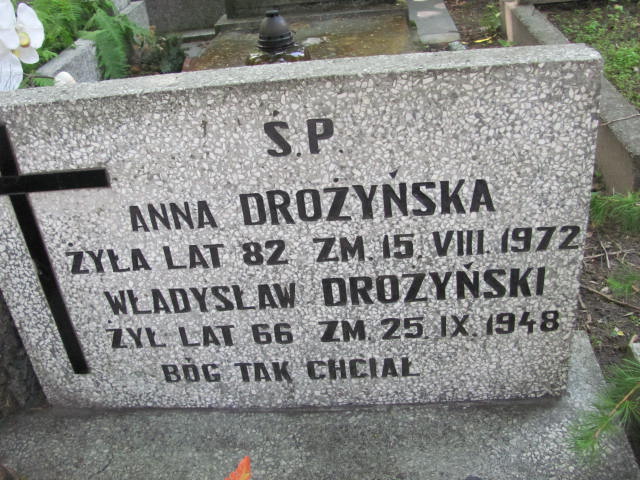 Ś.P.
ANNA DROŻYŃSKA
ŻYŁA LAT 82 ZM. 15. VIII. 1972
WŁADYSŁAW DROŻYŃSKI
ŻYŁ LAT 66 ZM. 25. IX. 1948
BÓG TAK CHCIAŁ